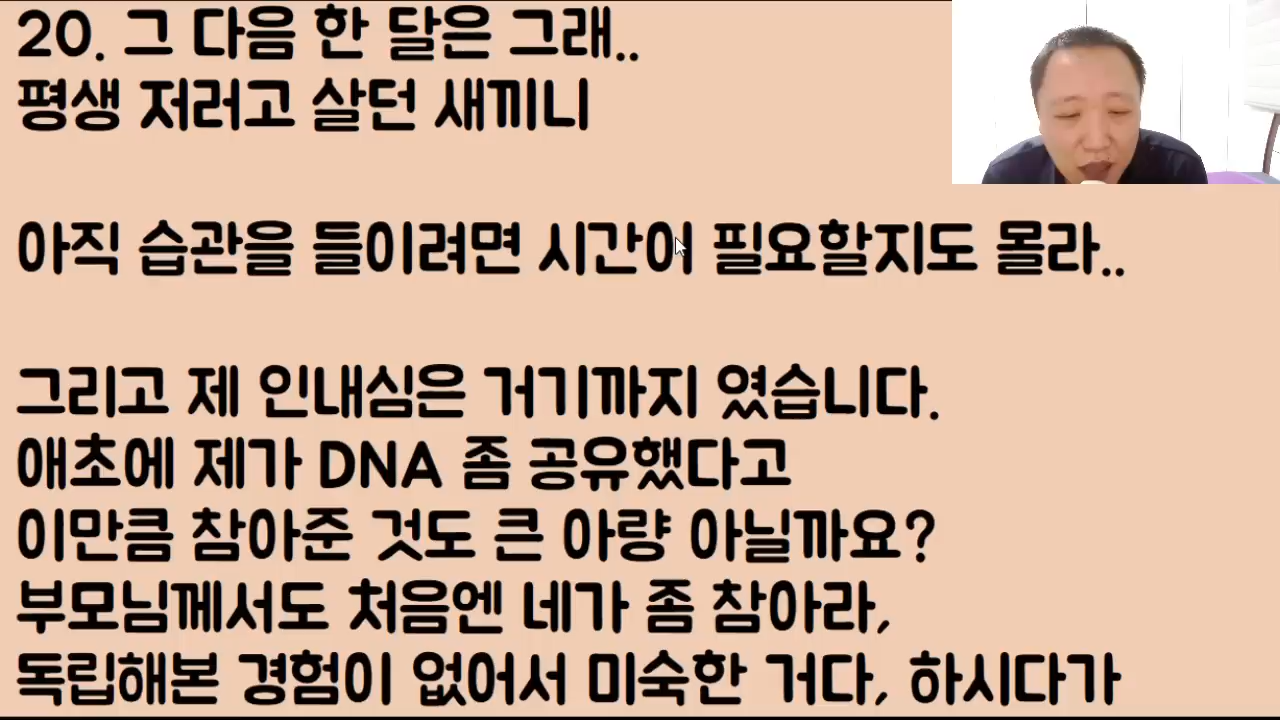 20. 그 다음 한 달은 그래..
평생 저러고 살던 새끼니
아직 습관을 들이려면 시간이 필요할지도 몰라..
그리고 제 인내심은 거기까지 였습니다.
애초에 제가 DNA 좀 공유했다고
이만큼 참아준 것도 큰 아량 아닐까요?
부모님께서도 처음엔 네가 좀 참아라,
독립해본 경험이 없어서 미숙한 거다, 하시다가